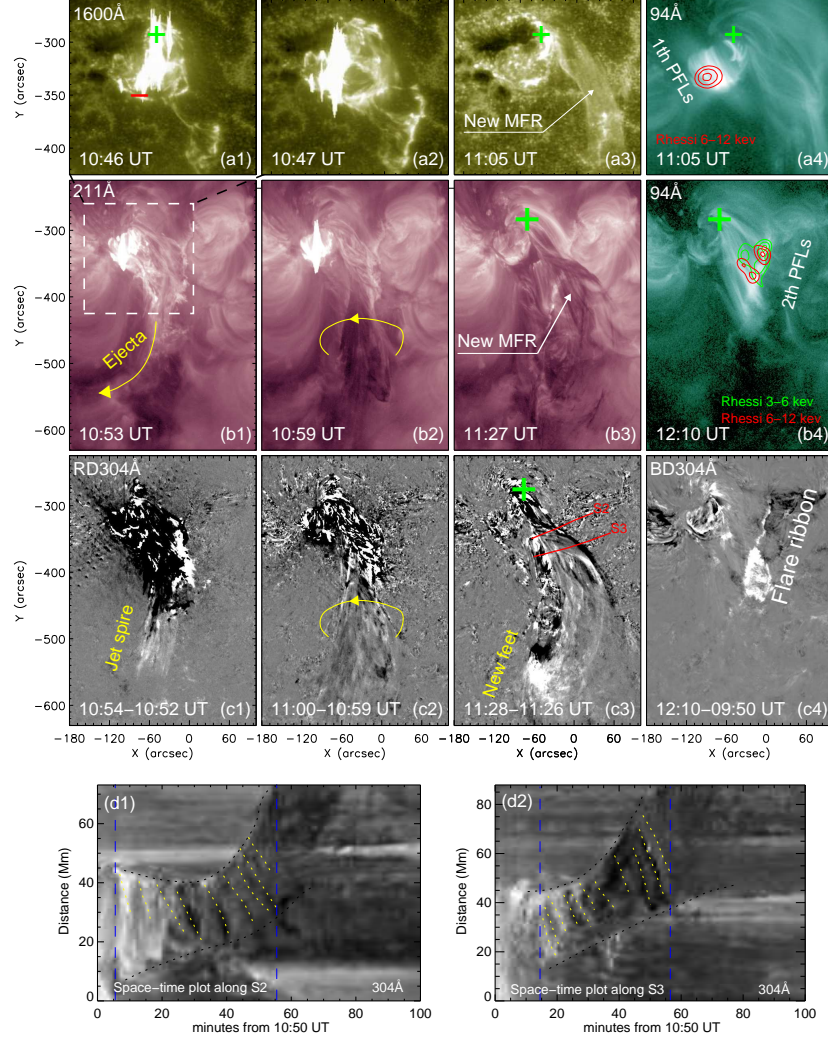 1600Å
10:46 UT (a1)
10:47 UT (a2)
New MFR
11:05 UT (a3)
94Å
1th PFLs
Rhessi 6−12 kev
11:05 UT (a4)
Y (arcsec)
−300
−350
−400
211Å
Ejecta
10:53 UT (b1)
10:59 UT (b2)
New MFR
11:27 UT (b3)
94Å
2th PFLs
Rhessi 3−6 kev
Rhessi 6−12 kev
12:10 UT (b4)
Y (arcsec)
−300
−400
−500
−600
RD304Å
Jet spire
10:54−10:52 UT (c1)
11:00−10:59 UT (c2)
S2
S3
New feet
11:28−11:26 UT (c3)
BD304Å
Flare ribbon
12:10−09:50 UT (c4)
Y (arcsec)
−300
−400
−500
−600
−180 −120 −60 0 60 −180 −120 −60 0 60 −180 −120 −60 0 60 −180 −120 −60 0 60
X (arcsec) X (arcsec) X (arcsec) X (arcsec)
(d1)
Distance (Mm)
60
40
20
0
Space−time plot along S2 304Å
0 20 40 60 80 100
minutes from 10:50 UT
(d2)
Distance (Mm)
80
60
40
20
0
Space−time plot along S3 304Å
0 20 40 60 80 100
minutes from 10:50 UT